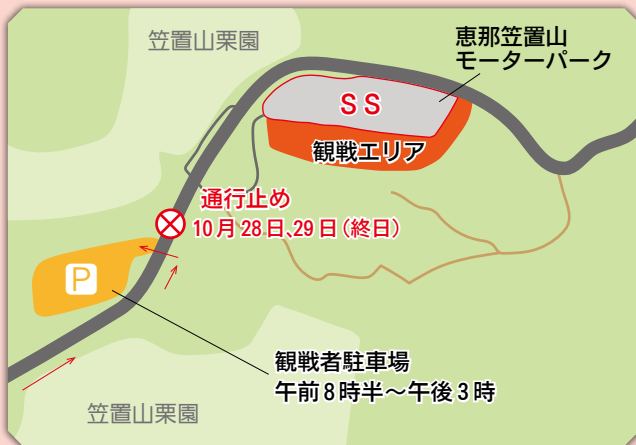 笠置山栗園
恵那笠置山
モーターパーク
SS
観戦エリア
通行止め
10月28日、29日（終日）
P
観戦者駐車場
午前8時半～午後3時
笠置山栗園